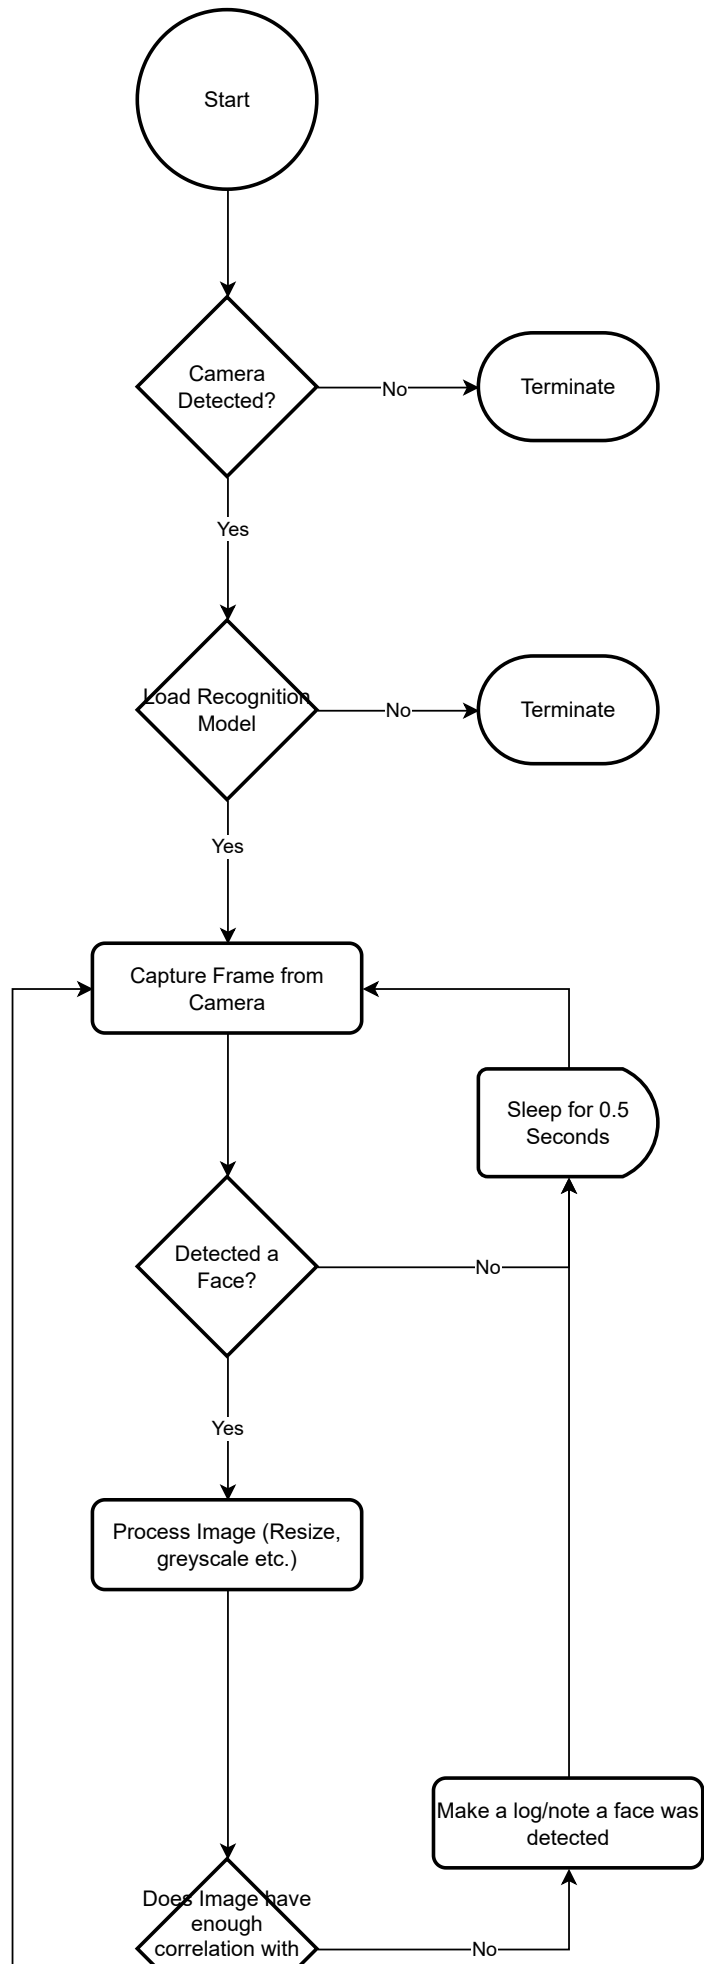 Start
Camera
Detected?
No
Terminate
Yes
Load Recognition
Model
No
Terminate
Yes
Capture Frame from
Camera
Sleep for 0.5
Seconds
Detected a
Face?
No
Yes
Process Image (Resize,
greyscale etc.)
Make a log/note a face was
detected
Does Image have
enough
correlation with
No